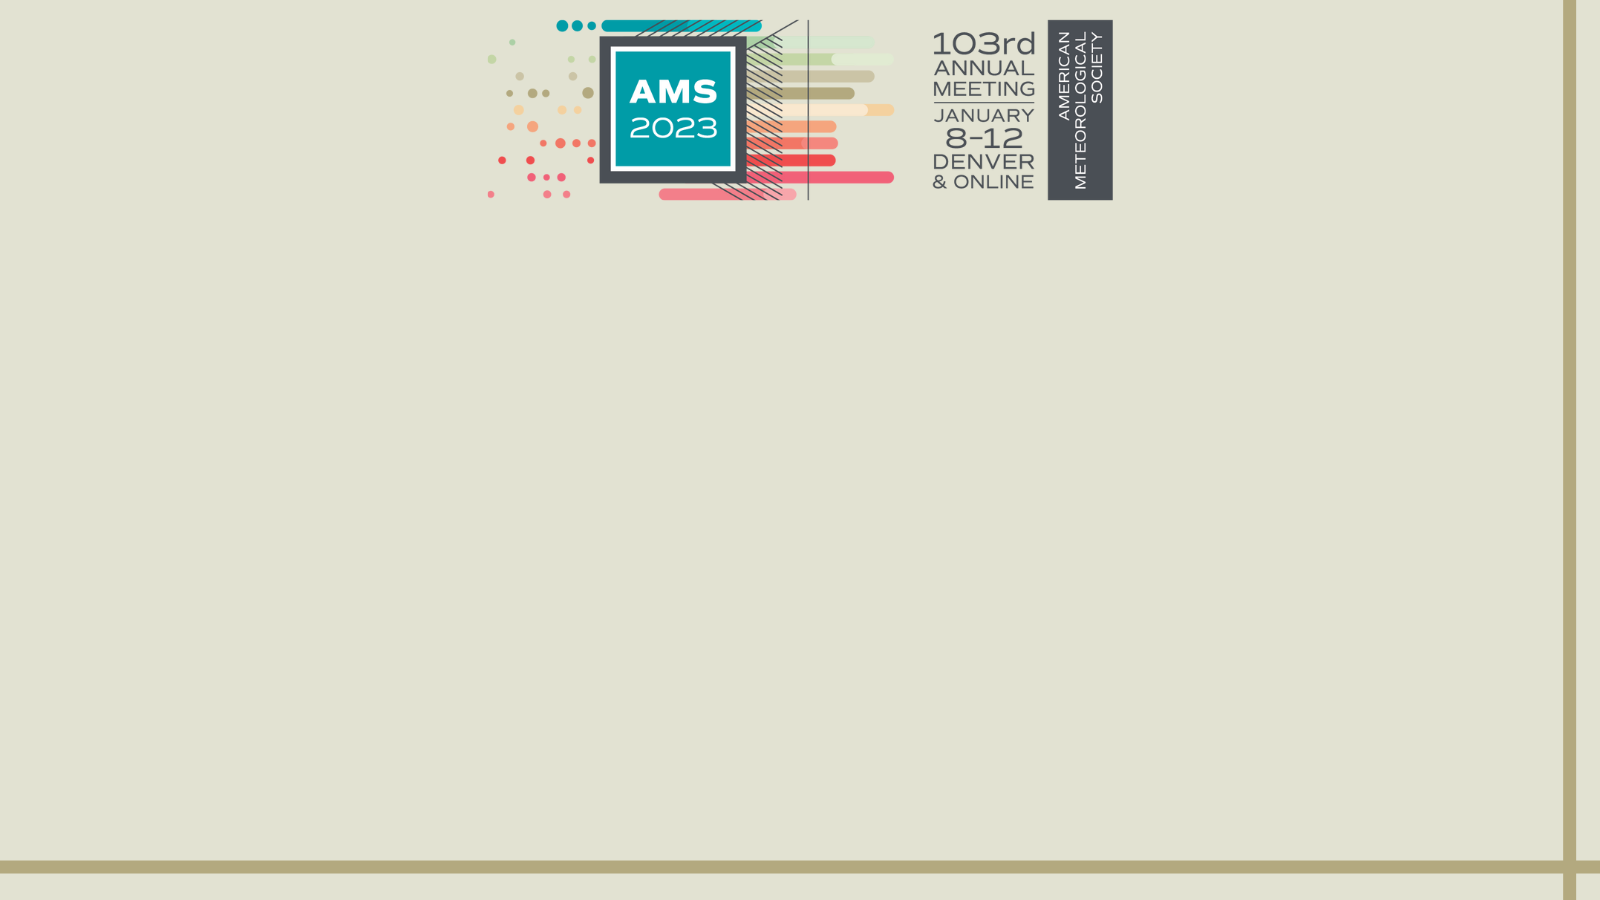 AMS
2023
103rd
ANNUAL
MEETING
JANUARY
8-12
DENVER
& ONLINE
AMERICAN
METEOROLOGICAL
SOCIETY